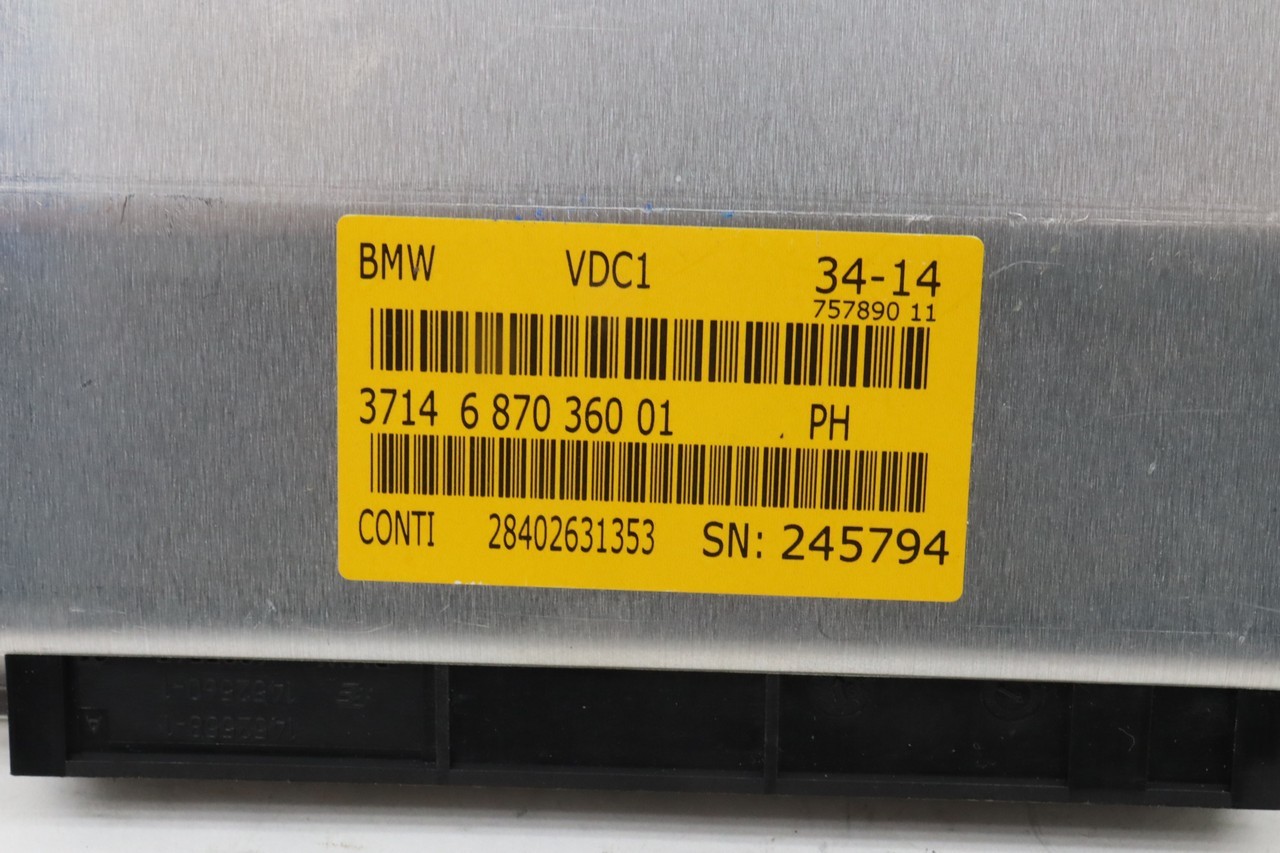 BMW VDC1 34-14
757890 11
3714 6 870 360 01 PH
CONTI 28402631353 SN: 245794